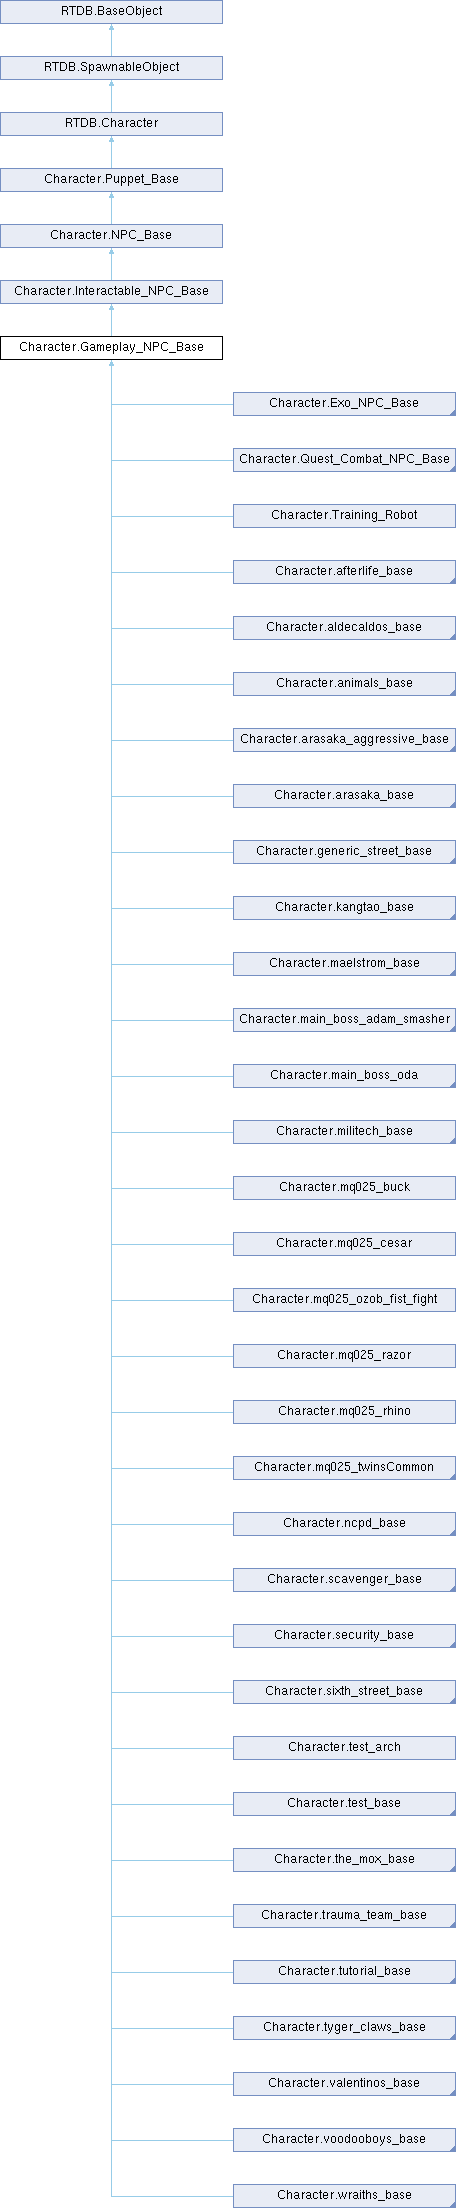 RTDB.BaseObject
RTDB.SpawnableObject
RTDB.Character
Character.Puppet_Base
Character.NPC_Base
Character.Interactable_NPC_Base
Character.Gameplay_NPC_Base
Character.Exo_NPC_Base
Character.Quest_Combat_NPC_Base
Character.Training_Robot
Character.afterlife_base
Character.aldecaldos_base
Character.animals_base
Character.arasaka_aggressive_base
Character.arasaka_base
Character.generic_street_base
Character.kangtao_base
Character.maelstrom_base
Character.main_boss_adam_smasher
Character.main_boss_oda
Character.militech_base
Character.mq025_buck
Character.mq025_cesar
Character.mq025_ozob_fist_fight
Character.mq025_razor
Character.mq025_rhino
Character.mq025_twinsCommon
Character.ncpd_base
Character.scavenger_base
Character.security_base
Character.sixth_street_base
Character.test_arch
Character.test_base
Character.the_mox_base
Character.trauma_team_base
Character.tutorial_base
Character.tyger_claws_base
Character.valentinos_base
Character.voodooboys_base
Character.wraiths_base